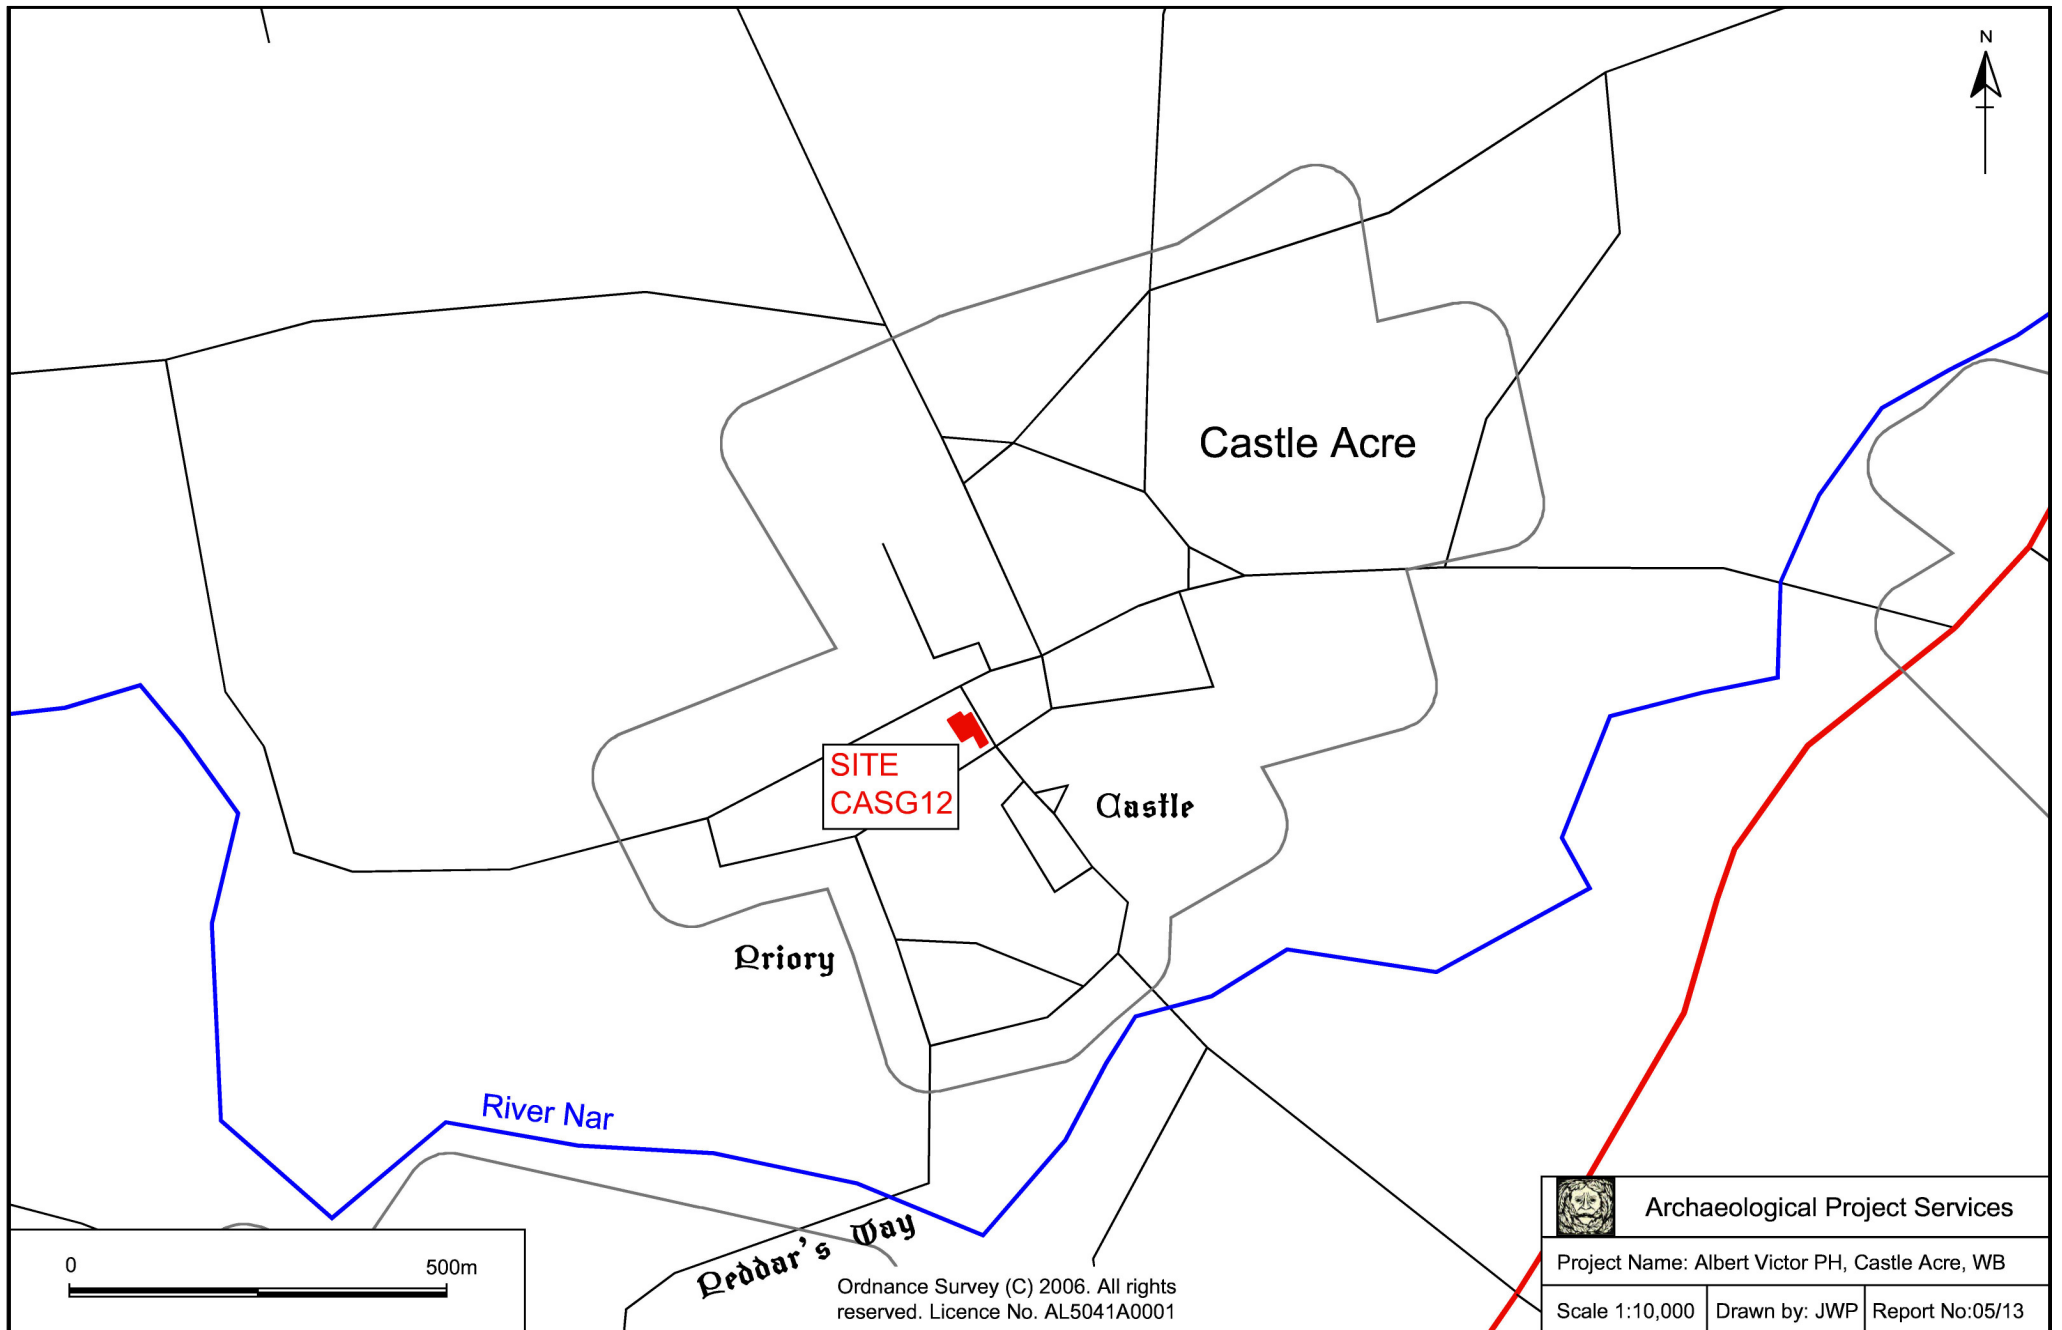 N
Castle Acre
SITE
CASG12
Castle
Priory
River Nar
Peddar's Way
0 500m
Ordnance Survey (C) 2006. All rights
reserved. Licence No. AL5041A0001
Archaeological Project Services
Project Name: Albert Victor PH, Castle Acre, WB
Scale 1:10,000 Drawn by: JWP Report No:05/13